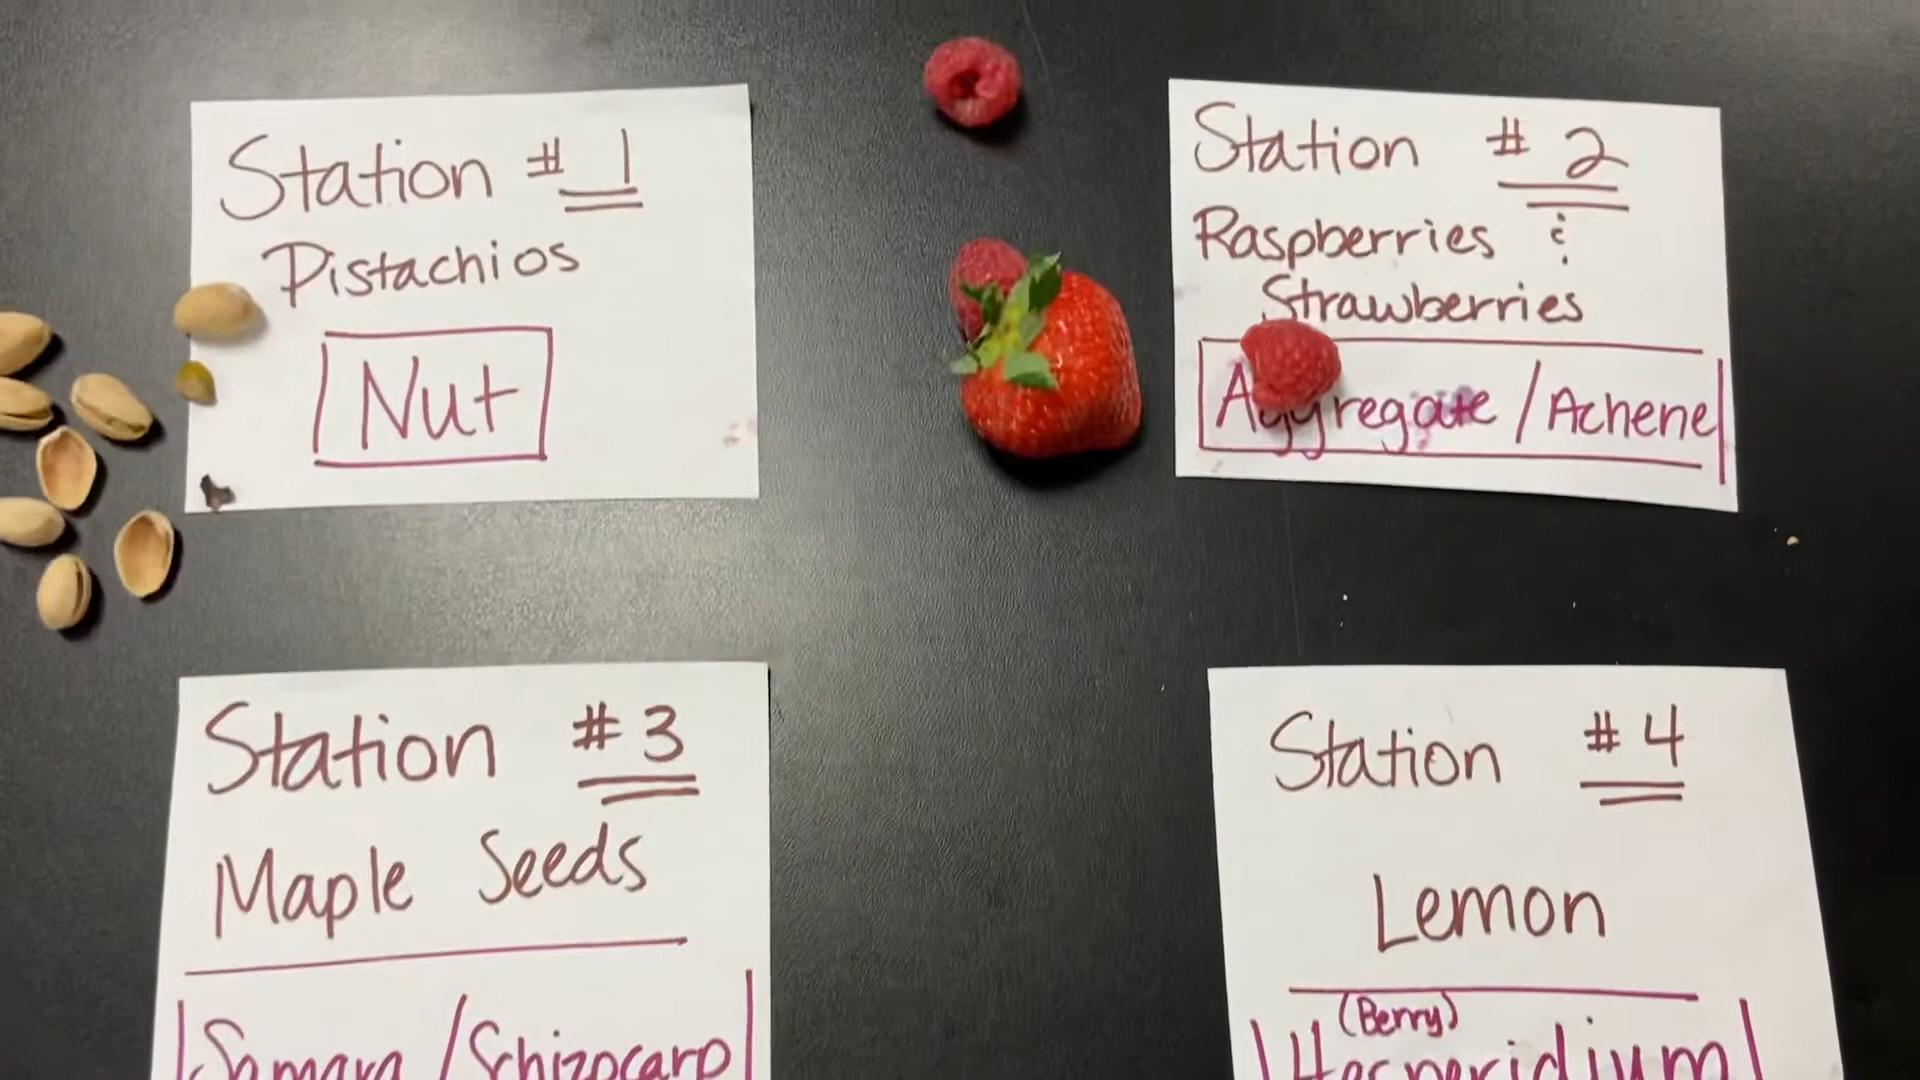 Station # 1
Pistachios
Nut
Station # 2
Raspberries &
Strawberries
Aggregate / Achene
Station # 3
Maple Seeds
Samara / Schizocarp
Station # 4
Lemon
(Berry)
Hesperidium